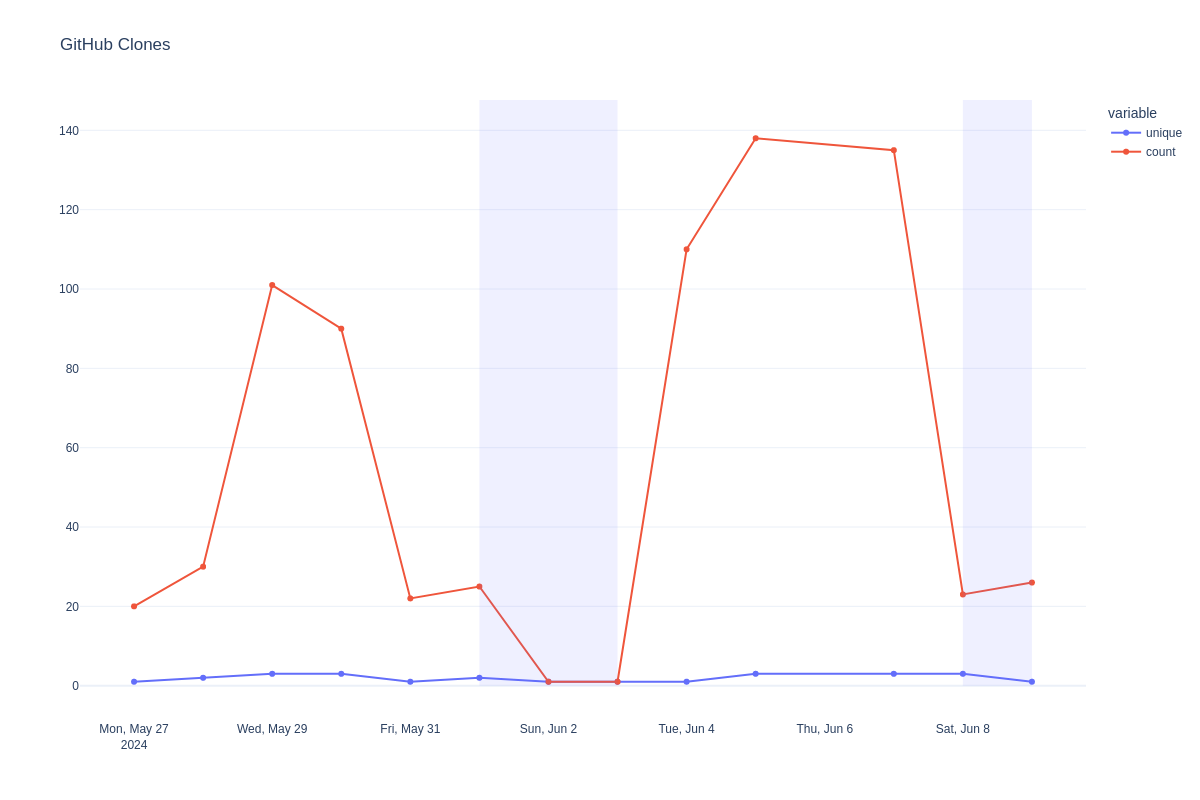 GitHub Clones
variable
unique
count
140
120
100
80
60
40
20
0
Mon, May 27
2024
Wed, May 29
Fri, May 31
Sun, Jun 2
Tue, Jun 4
Thu, Jun 6
Sat, Jun 8